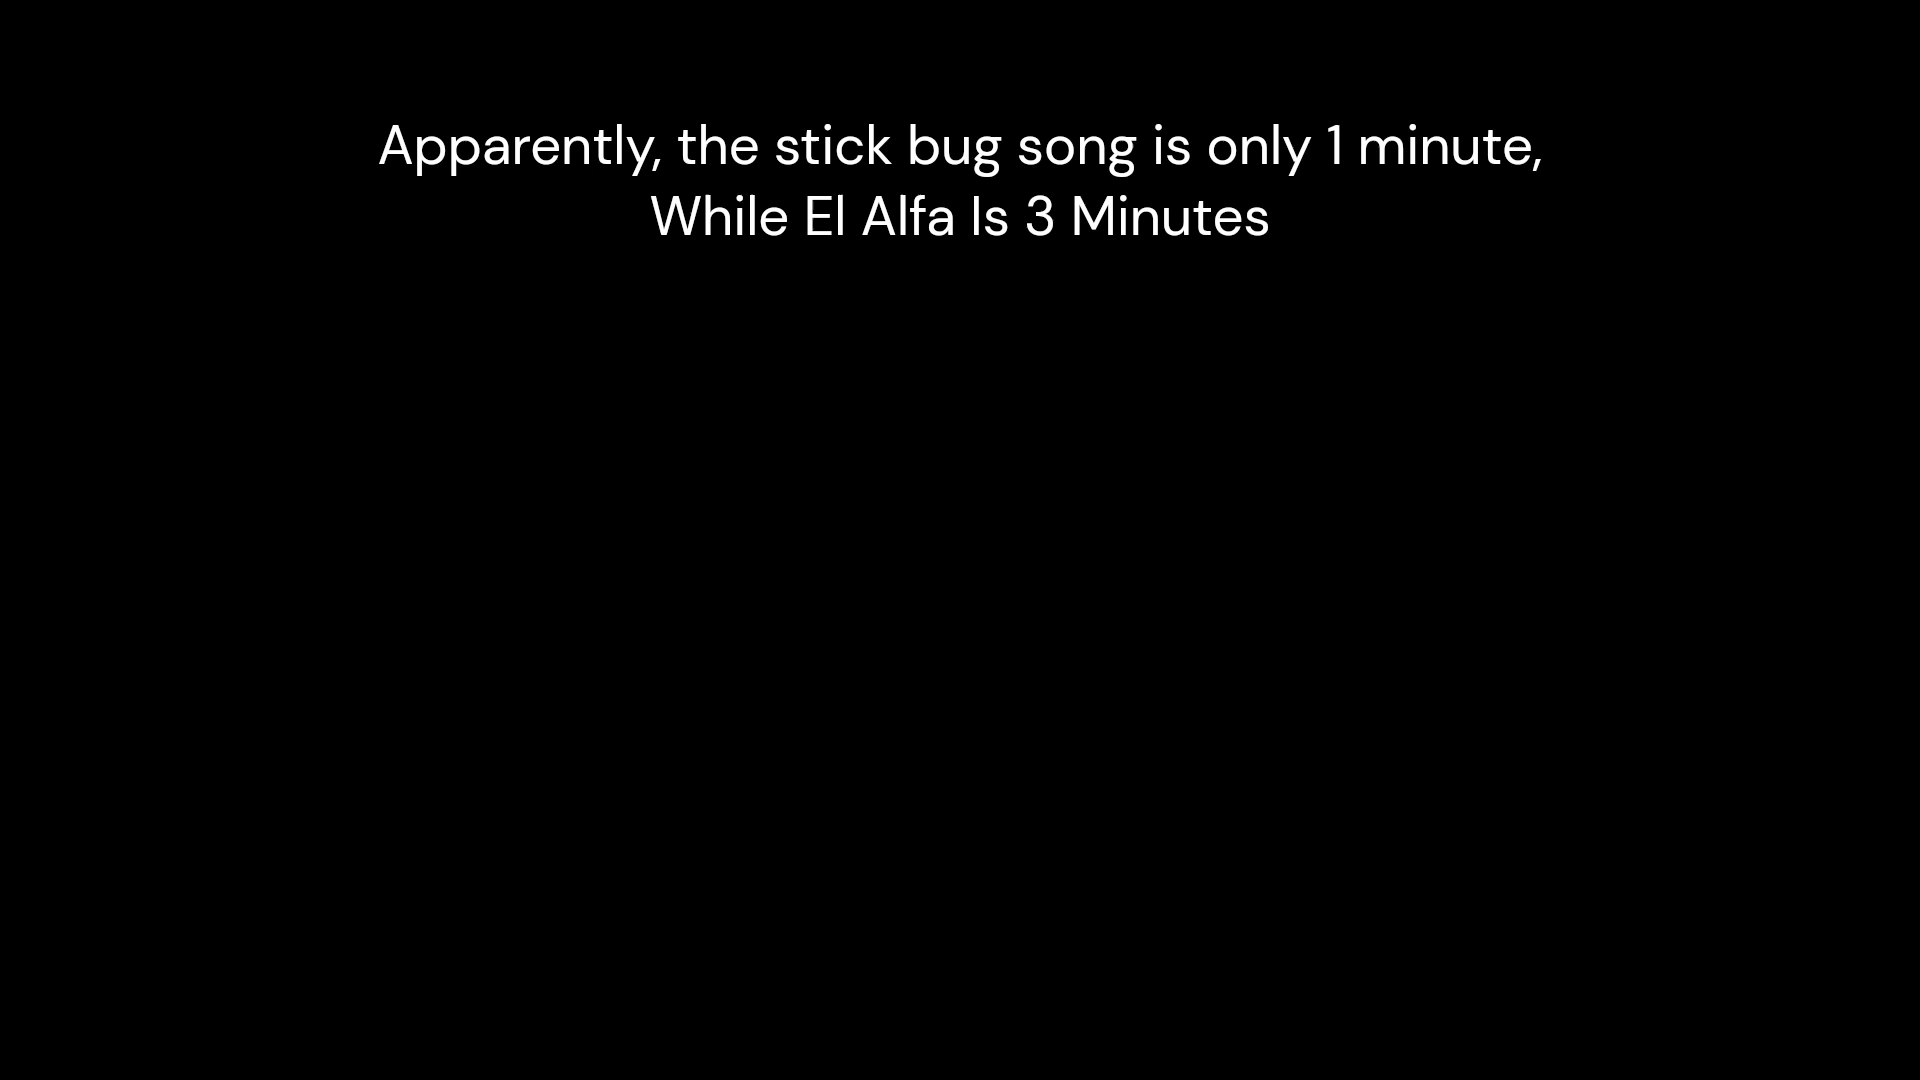 Apparently, the stick bug song is only 1 minute,
While El Alfa Is 3 Minutes